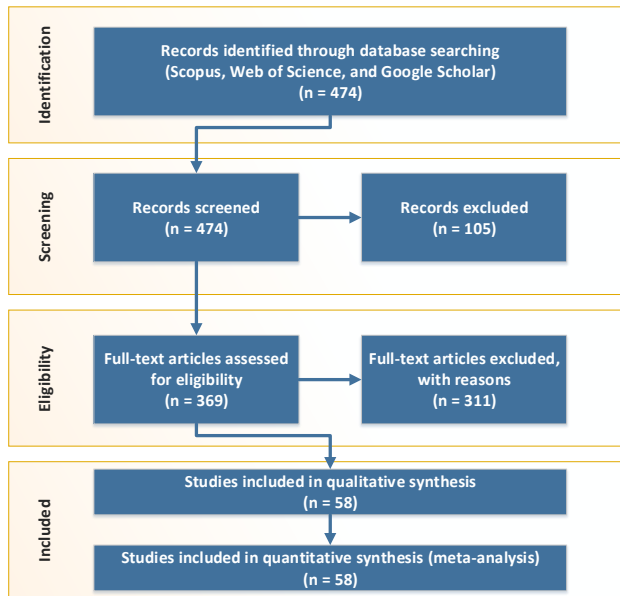 Identification
Records identified through database searching
(Scopus, Web of Science, and Google Scholar)
(n = 474)
Screening
Records screened
(n = 474)
Records excluded
(n = 105)
Eligibility
Full-text articles assessed
for eligibility
(n = 369)
Full-text articles excluded,
with reasons
(n = 311)
Included
Studies included in qualitative synthesis
(n = 58)
Studies included in quantitative synthesis (meta-analysis)
(n = 58)